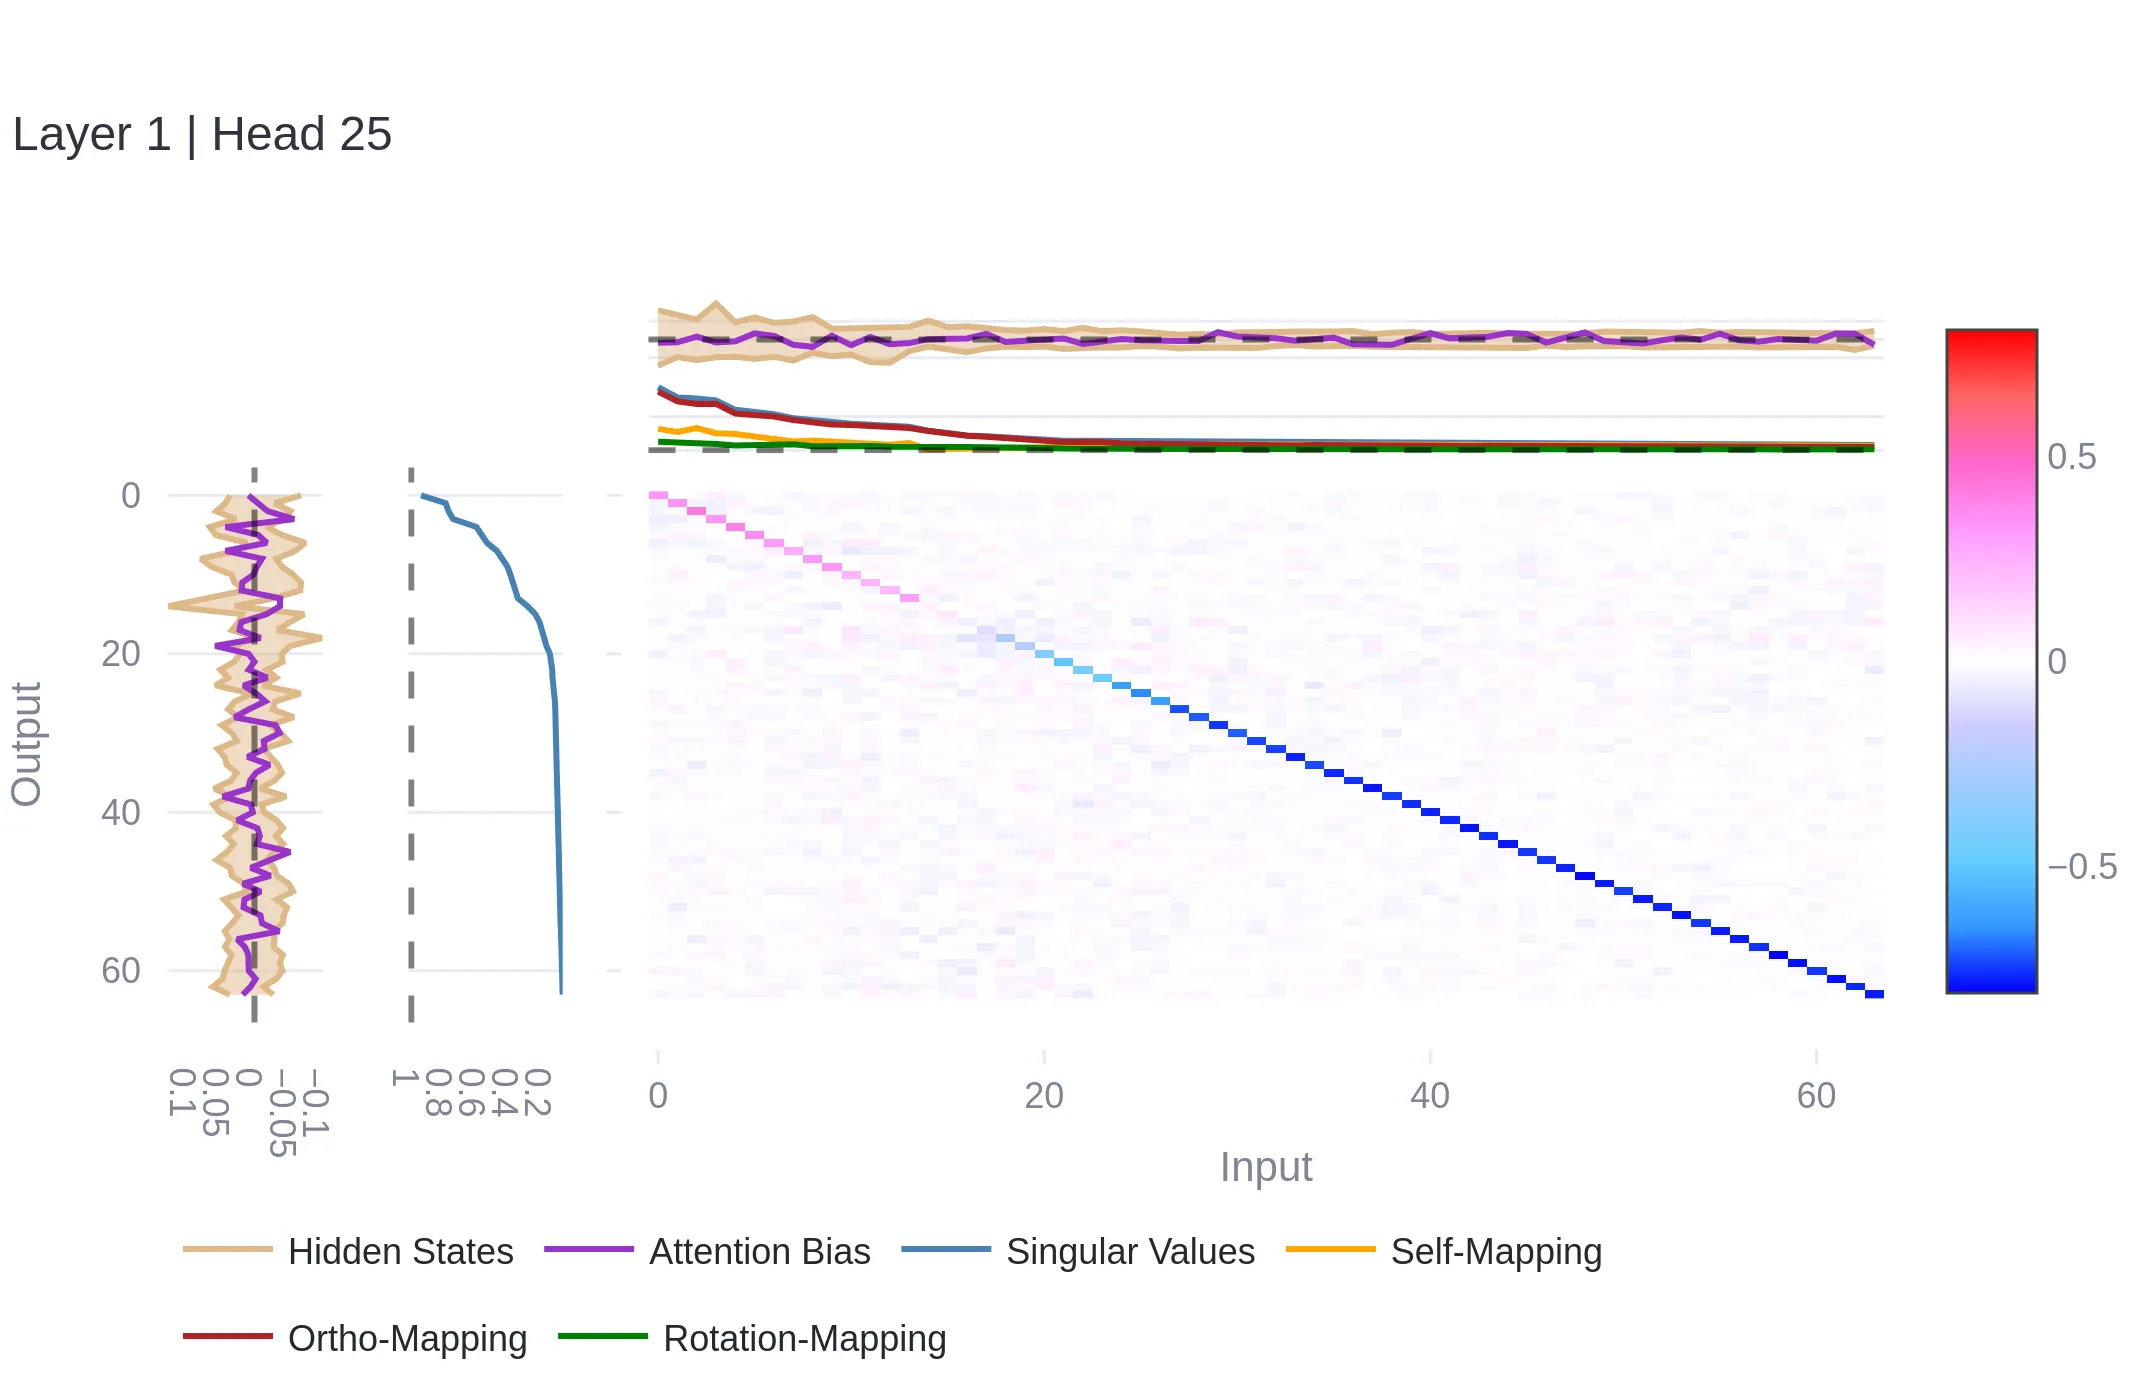 Layer 1 | Head 25
0.5
0
−0.5
0
20
40
60
Output
0.1
0.05
0
−0.05
−0.1
1
0.8
0.6
0.4
0.2
0
20
40
60
Input
Hidden States
Attention Bias
Singular Values
Self-Mapping
Ortho-Mapping
Rotation-Mapping